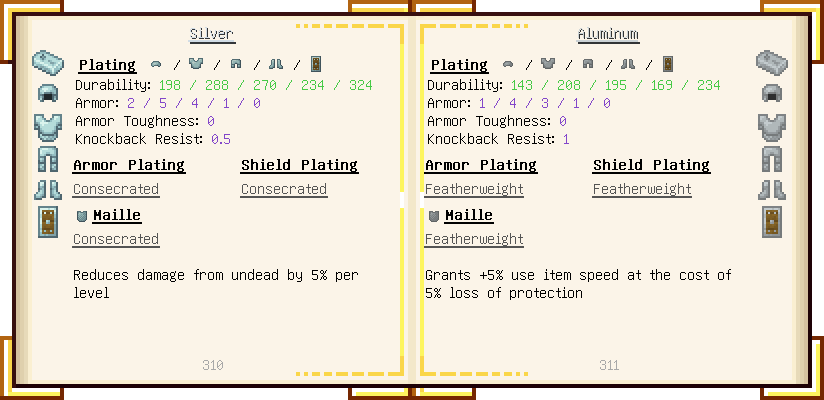 Silver
Plating / / / /
Durability: 198 / 288 / 270 / 234 / 324
Armor: 2 / 5 / 4 / 1 / 0
Armor Toughness: 0
Knockback Resist: 0.5
Armor Plating Shield Plating
Consecrated Consecrated
Maille
Consecrated
Reduces damage from undead by 5% per
level
310
Aluminum
Plating / / / /
Durability: 143 / 208 / 195 / 169 / 234
Armor: 1 / 4 / 3 / 1 / 0
Armor Toughness: 0
Knockback Resist: 1
Armor Plating Shield Plating
Featherweight Featherweight
Maille
Featherweight
Grants +5% use item speed at the cost of
5% loss of protection
311